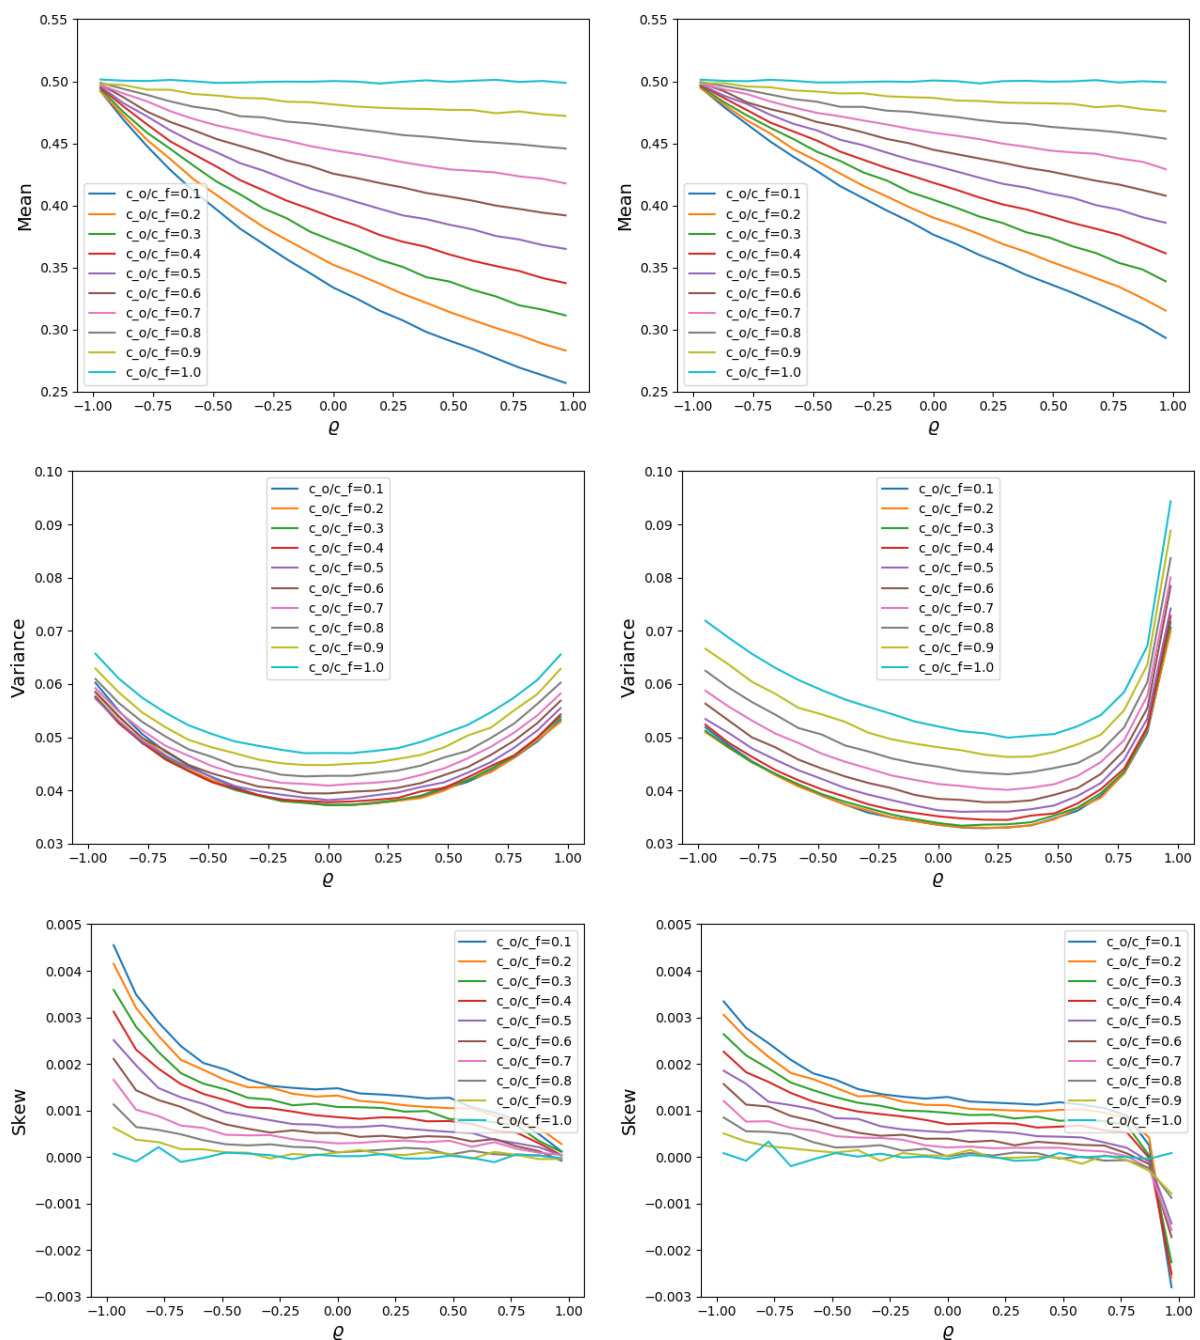 0.55
0.50
0.45
0.40
0.35
0.30
0.25
Mean
c_o/c_f=0.1
c_o/c_f=0.2
c_o/c_f=0.3
c_o/c_f=0.4
c_o/c_f=0.5
c_o/c_f=0.6
c_o/c_f=0.7
c_o/c_f=0.8
c_o/c_f=0.9
c_o/c_f=1.0
−1.00 −0.75 −0.50 −0.25 0.00 0.25 0.50 0.75 1.00
ϱ
0.55
0.50
0.45
0.40
0.35
0.30
0.25
Mean
c_o/c_f=0.1
c_o/c_f=0.2
c_o/c_f=0.3
c_o/c_f=0.4
c_o/c_f=0.5
c_o/c_f=0.6
c_o/c_f=0.7
c_o/c_f=0.8
c_o/c_f=0.9
c_o/c_f=1.0
−1.00 −0.75 −0.50 −0.25 0.00 0.25 0.50 0.75 1.00
ϱ
0.10
0.09
0.08
0.07
0.06
0.05
0.04
0.03
Variance
c_o/c_f=0.1
c_o/c_f=0.2
c_o/c_f=0.3
c_o/c_f=0.4
c_o/c_f=0.5
c_o/c_f=0.6
c_o/c_f=0.7
c_o/c_f=0.8
c_o/c_f=0.9
c_o/c_f=1.0
−1.00 −0.75 −0.50 −0.25 0.00 0.25 0.50 0.75 1.00
ϱ
0.10
0.09
0.08
0.07
0.06
0.05
0.04
0.03
Variance
c_o/c_f=0.1
c_o/c_f=0.2
c_o/c_f=0.3
c_o/c_f=0.4
c_o/c_f=0.5
c_o/c_f=0.6
c_o/c_f=0.7
c_o/c_f=0.8
c_o/c_f=0.9
c_o/c_f=1.0
−1.00 −0.75 −0.50 −0.25 0.00 0.25 0.50 0.75 1.00
ϱ
0.005
0.004
0.003
0.002
0.001
0.000
−0.001
−0.002
−0.003
Skew
c_o/c_f=0.1
c_o/c_f=0.2
c_o/c_f=0.3
c_o/c_f=0.4
c_o/c_f=0.5
c_o/c_f=0.6
c_o/c_f=0.7
c_o/c_f=0.8
c_o/c_f=0.9
c_o/c_f=1.0
−1.00 −0.75 −0.50 −0.25 0.00 0.25 0.50 0.75 1.00
ϱ
0.005
0.004
0.003
0.002
0.001
0.000
−0.001
−0.002
−0.003
Skew
c_o/c_f=0.1
c_o/c_f=0.2
c_o/c_f=0.3
c_o/c_f=0.4
c_o/c_f=0.5
c_o/c_f=0.6
c_o/c_f=0.7
c_o/c_f=0.8
c_o/c_f=0.9
c_o/c_f=1.0
−1.00 −0.75 −0.50 −0.25 0.00 0.25 0.50 0.75 1.00
ϱ